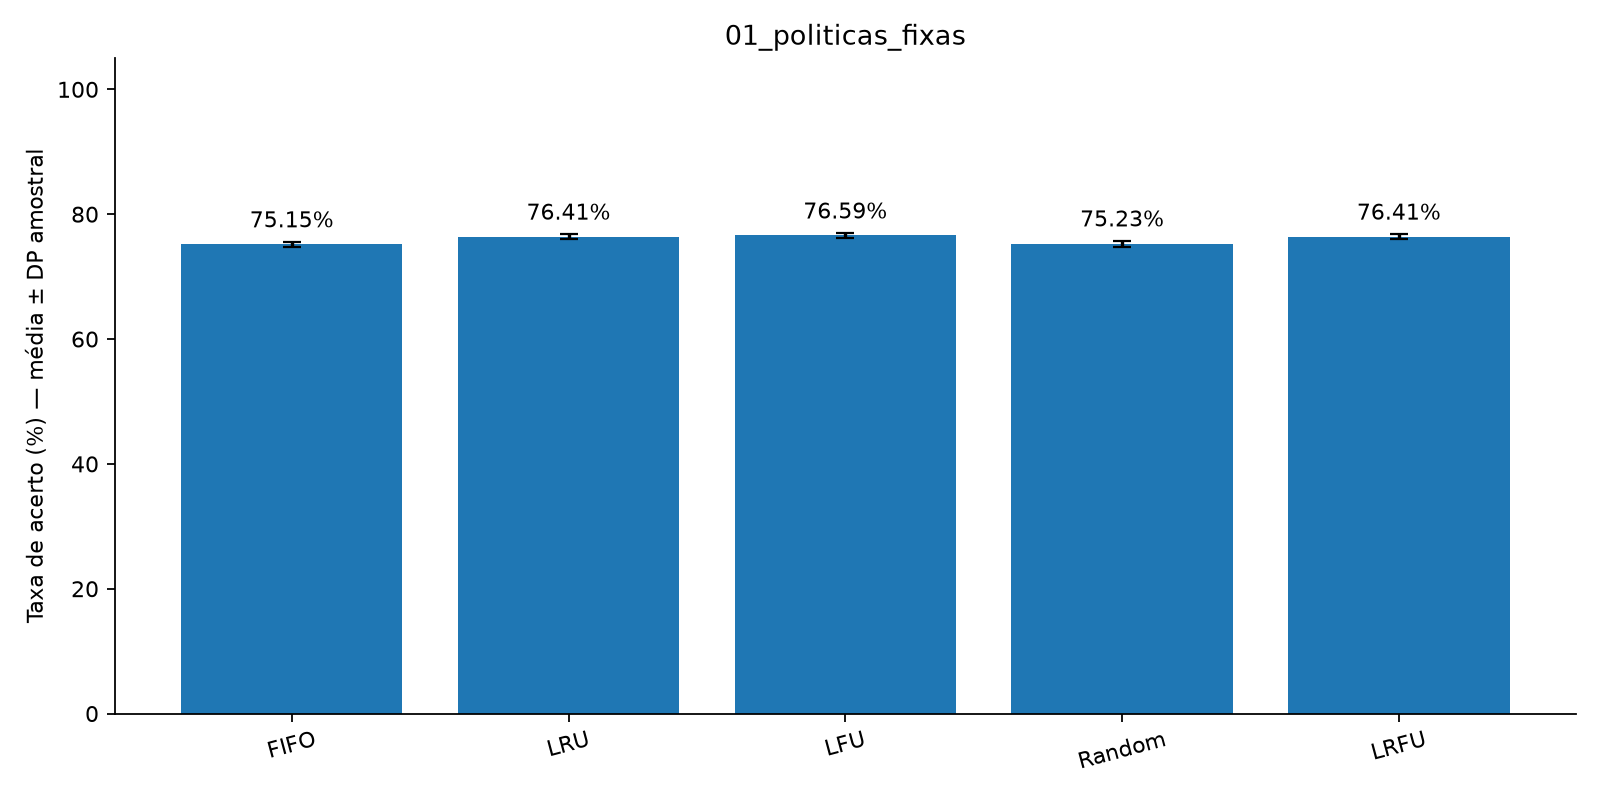 01_politicas_fixas
Taxa de acerto (%) — média ± DP amostral
100
80
60
40
20
0
75.15%
76.41%
76.59%
75.23%
76.41%
FIFO
LRU
LFU
Random
LRFU